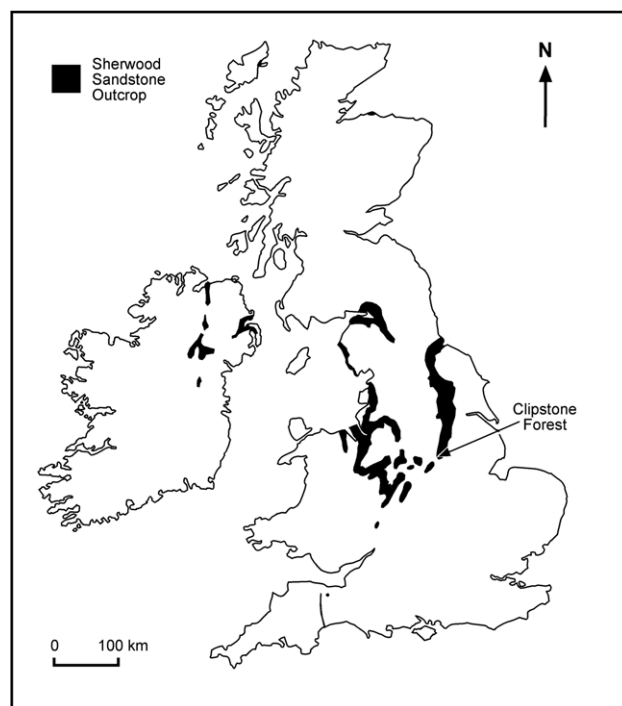 Sherwood
Sandstone
Outcrop
N
Clipstone
Forest
0 100 km